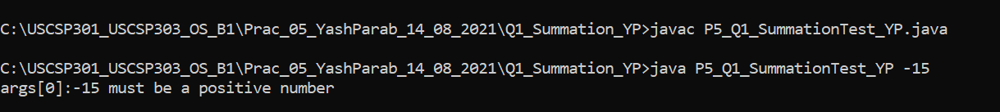 C:\USCSP301_USCSP303_OS_B1\Prac_05_YashParab_14_08_2021\Q1_Summation_YP>javac P5_Q1_SummationTest_YP.java
C:\USCSP301_USCSP303_OS_B1\Prac_05_YashParab_14_08_2021\Q1_Summation_YP>java P5_Q1_SummationTest_YP -15
args[0]:-15 must be a positive number